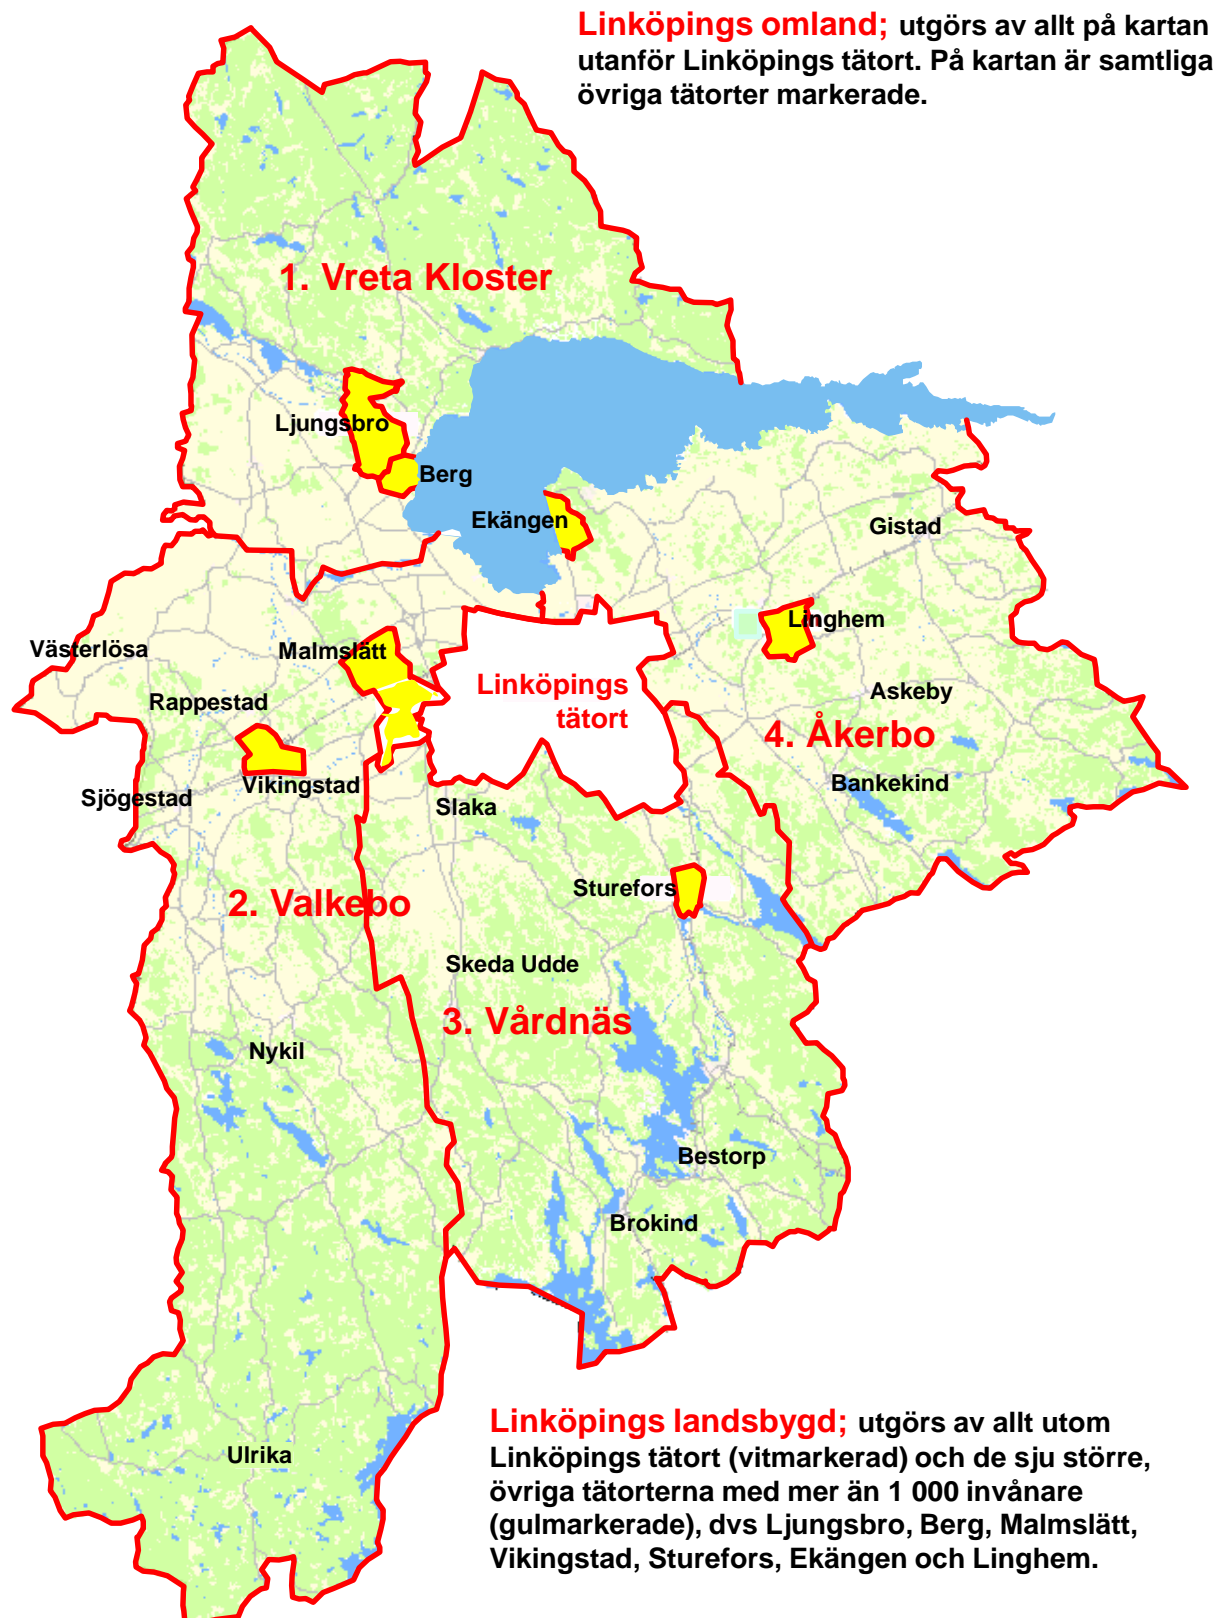 Linköpings omland; utgörs av allt på kartan
utanför Linköpings tätort. På kartan är samtliga
övriga tätorter markerade.
1. Vreta Kloster
Ljungsbro
Berg
Ekängen
Gistad
Linghem
Västerlösa
Malmslätt
Rappestad
Linköpings
tätort
Askeby
4. Åkerbo
Vikingstad
Bankekind
Sjögestad
Slaka
Sturefors
2. Valkebo
Skeda Udde
3. Vårdnäs
Nykil
Bestorp
Brokind
Ulrika
Linköpings landsbygd; utgörs av allt utom
Linköpings tätort (vitmarkerad) och de sju större,
övriga tätorterna med mer än 1 000 invånare
(gulmarkerade), dvs Ljungsbro, Berg, Malmslätt,
Vikingstad, Sturefors, Ekängen och Linghem.